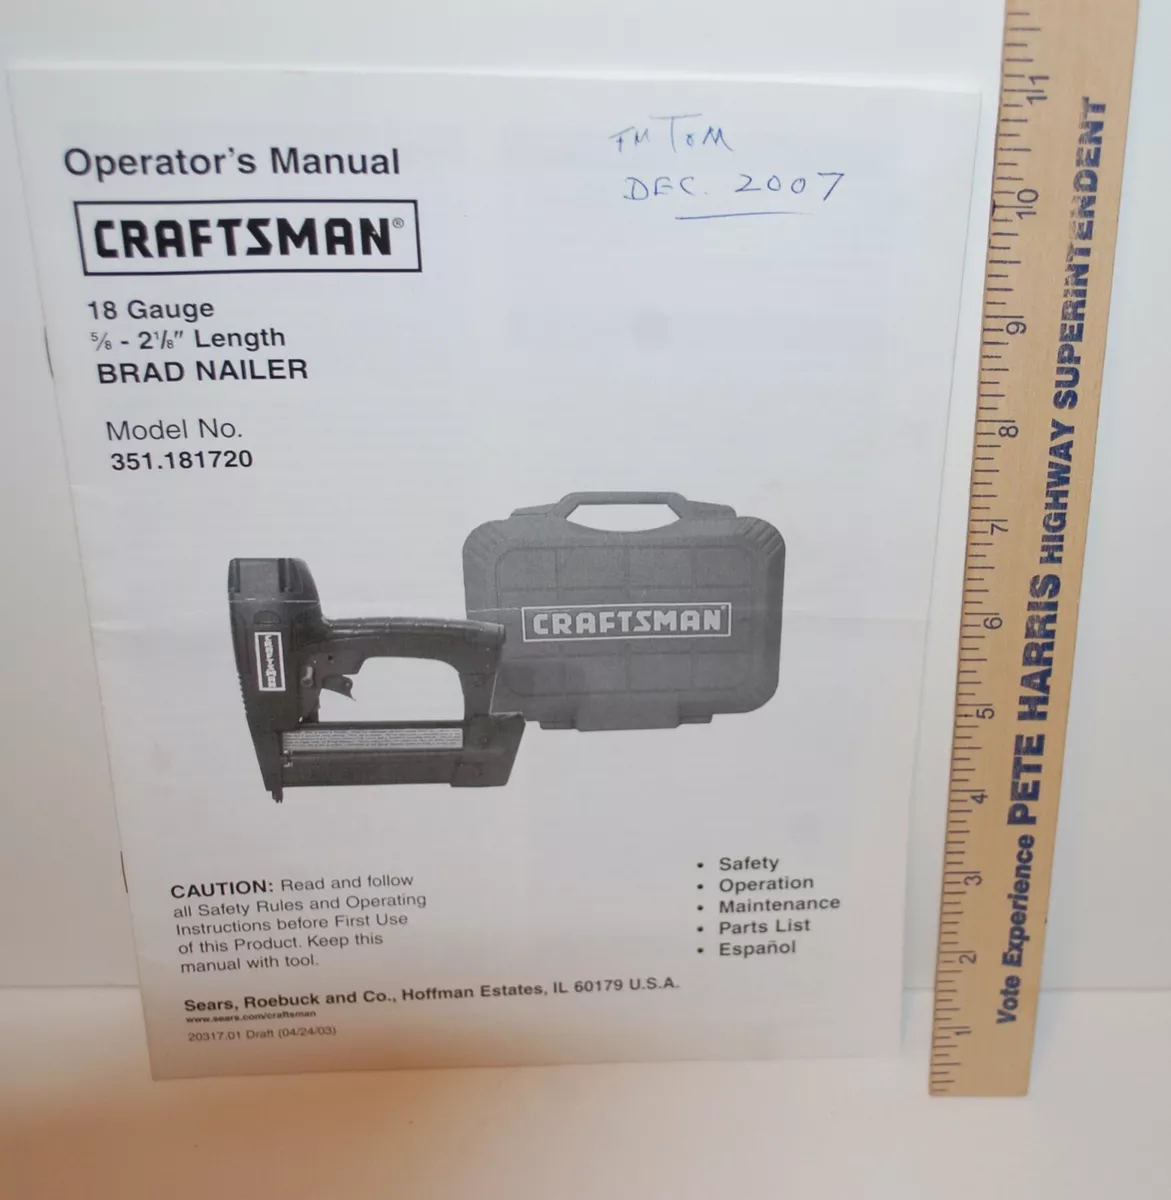 FM TOM
DEC. 2007
Operator's Manual
CRAFTSMAN®
18 Gauge
5/8 - 2 1/8" Length
BRAD NAILER
Model No.
351.181720
CRAFTSMAN®
CRAFTSMAN
CAUTION: Read and follow
all Safety Rules and Operating
Instructions before First Use
of this Product. Keep this
manual with tool.
• Safety
• Operation
• Maintenance
• Parts List
• Español
Sears, Roebuck and Co., Hoffman Estates, IL 60179 U.S.A.
www.sears.com/craftsman
20317.01 Draft (04/24/03)
Vote Experience PETE HARRIS HIGHWAY SUPERINTENDENT
1 2 3 4 5 6 7 8 9 10 11